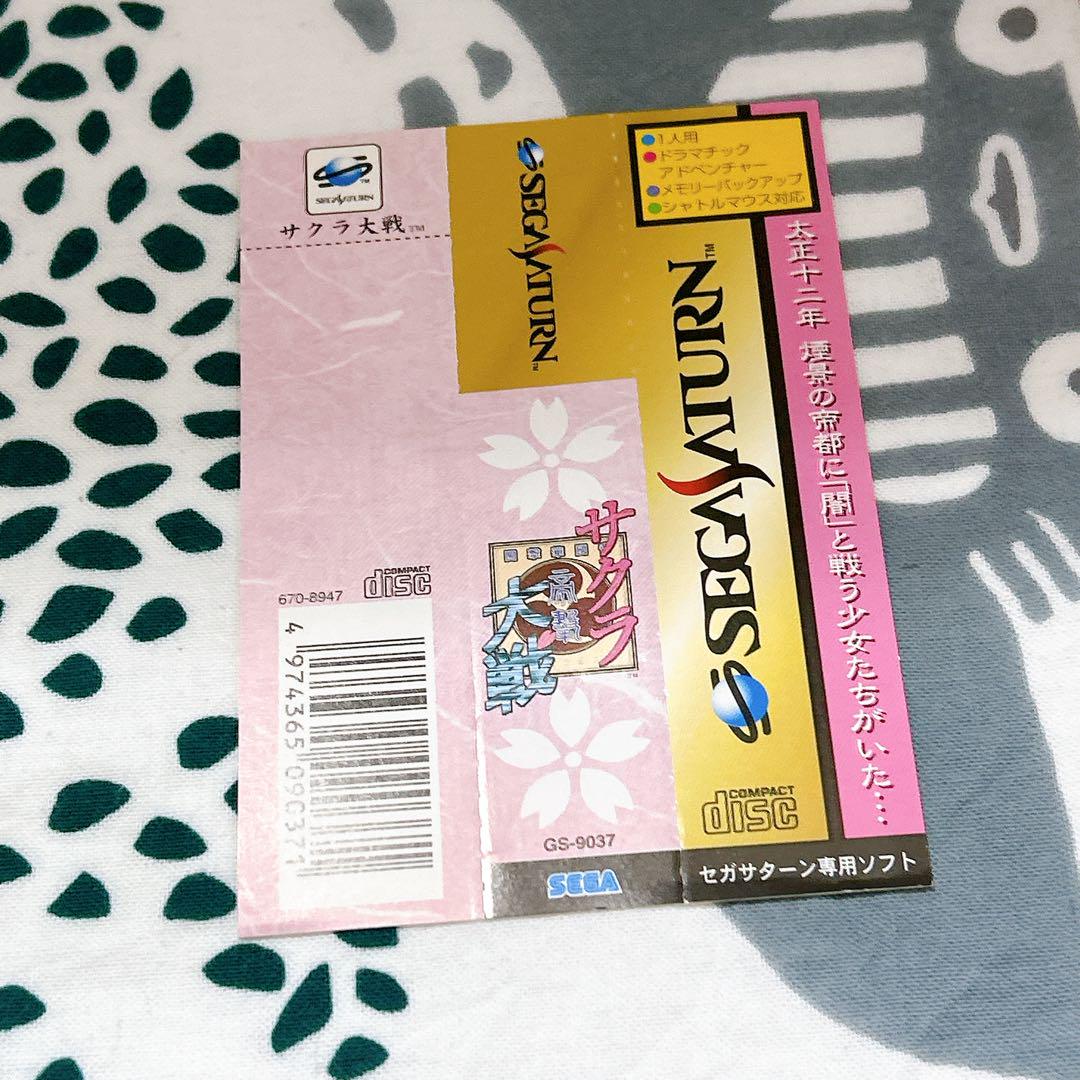 SEGA SATURN
サクラ大戦™
670-8947
COMPACT
disc
4 974365 090371
SEGA SATURN™
サクラ
大戦
帝撃
GS-9037
SEGA
1人用
ドラマチック
アドベンチャー
メモリーバックアップ
シャトルマウス対応
SEGA SATURN™
COMPACT
disc
セガサターン専用ソフト
太正十二年 煙景の帝都に「闇」と戦う少女たちがいた…